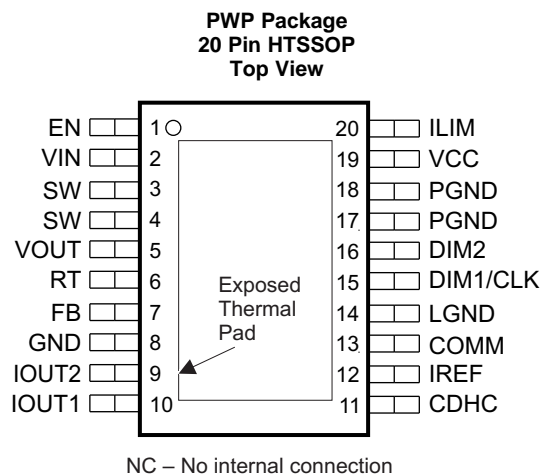 PWP Package
20 Pin HTSSOP
Top View
EN 1 20 ILIM
VIN 2 19 VCC
SW 3 18 PGND
SW 4 17 PGND
VOUT 5 16 DIM2
RT 6 15 DIM1/CLK
FB 7 14 LGND
GND 8 13 COMM
IOUT2 9 12 IREF
IOUT1 10 11 CDHC
Exposed
Thermal
Pad
NC – No internal connection